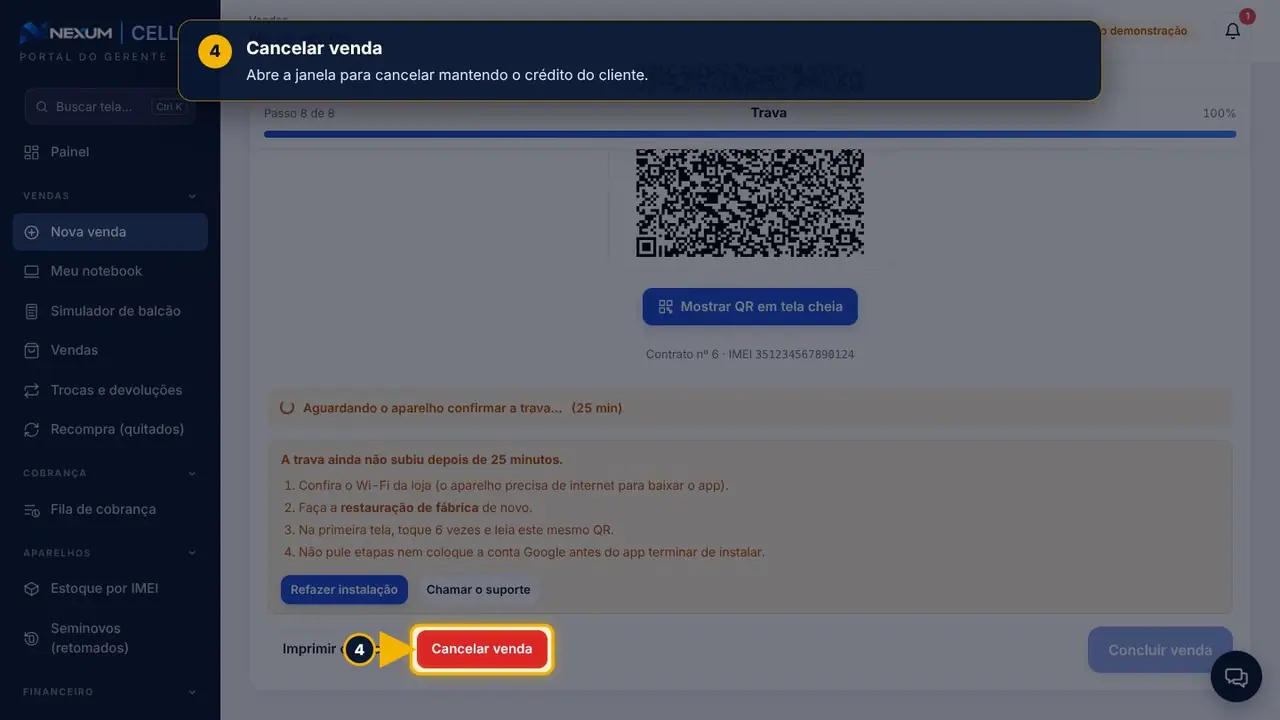 NEXUM | CELL
PORTAL DO GERENTE
Buscar tela... Ctrl K
Painel
VENDAS
Nova venda
Meu notebook
Simulador de balcão
Vendas
Trocas e devoluções
Recompra (quitados)
COBRANÇA
Fila de cobrança
APARELHOS
Estoque por IMEI
Seminovos
(retomados)
FINANCEIRO
4 Cancelar venda
Abre a janela para cancelar mantendo o crédito do cliente.
demonstração
1
Passo 8 de 8 Trava 100%
Mostrar QR em tela cheia
Contrato nº 6 · IMEI 351234567890124
Aguardando o aparelho confirmar a trava... (25 min)
A trava ainda não subiu depois de 25 minutos.
1. Confira o Wi-Fi da loja (o aparelho precisa de internet para baixar o app).
2. Faça a restauração de fábrica de novo.
3. Na primeira tela, toque 6 vezes e leia este mesmo QR.
4. Não pule etapas nem coloque a conta Google antes do app terminar de instalar.
Refazer instalação Chamar o suporte
Imprimir 4 Cancelar venda Concluir venda